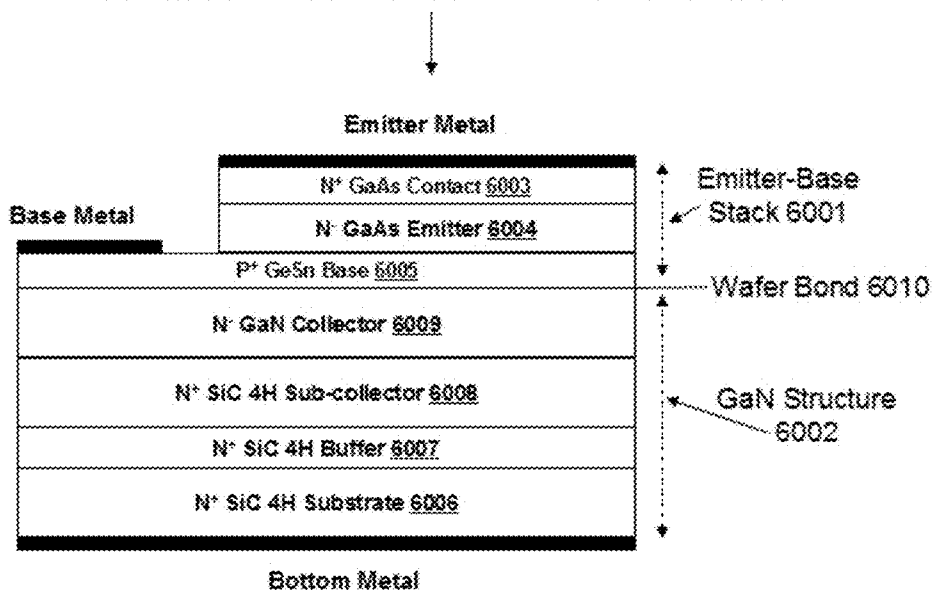 Emitter Metal
N⁺ GaAs Contact 6003
Emitter-Base
Stack 6001
Base Metal
N⁻ GaAs Emitter 6004
P⁺ GeSn Base 6005
Wafer Bond 6010
N⁻ GaN Collector 6009
N⁺ SiC 4H Sub-collector 6008
GaN Structure
6002
N⁺ SiC 4H Buffer 6007
N⁺ SiC 4H Substrate 6006
Bottom Metal